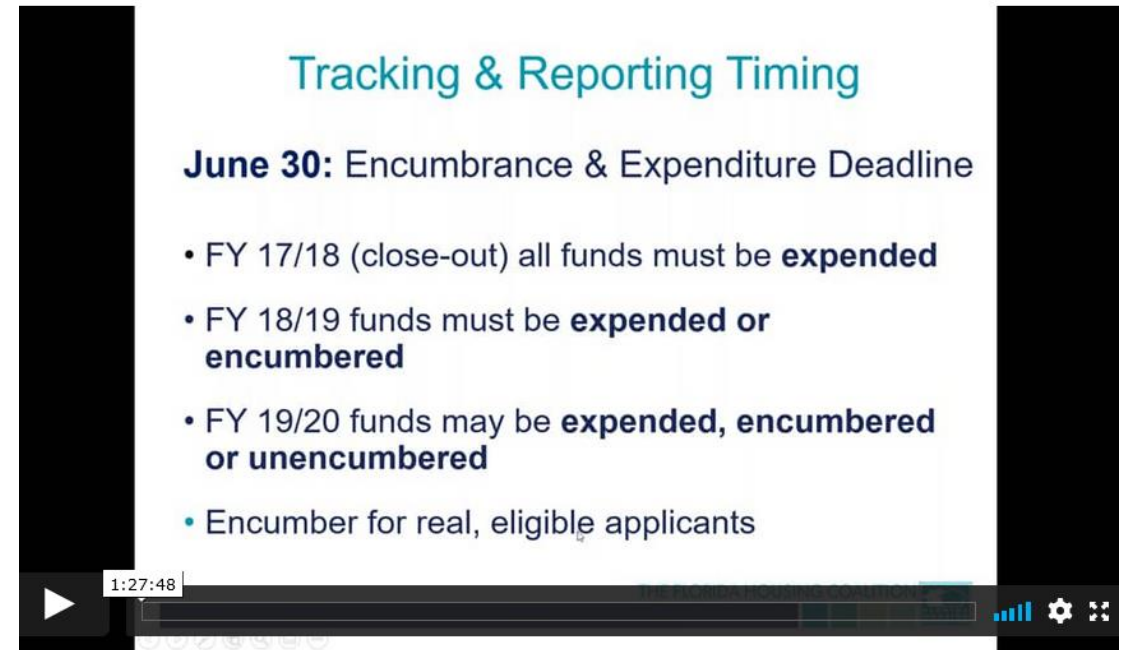 Tracking & Reporting Timing
June 30: Encumbrance & Expenditure Deadline
• FY 17/18 (close-out) all funds must be expended
• FY 18/19 funds must be expended or
encumbered
• FY 19/20 funds may be expended, encumbered
or unencumbered
• Encumber for real, eligible applicants
1:27:48
THE FLORIDA HOUSING COALITION